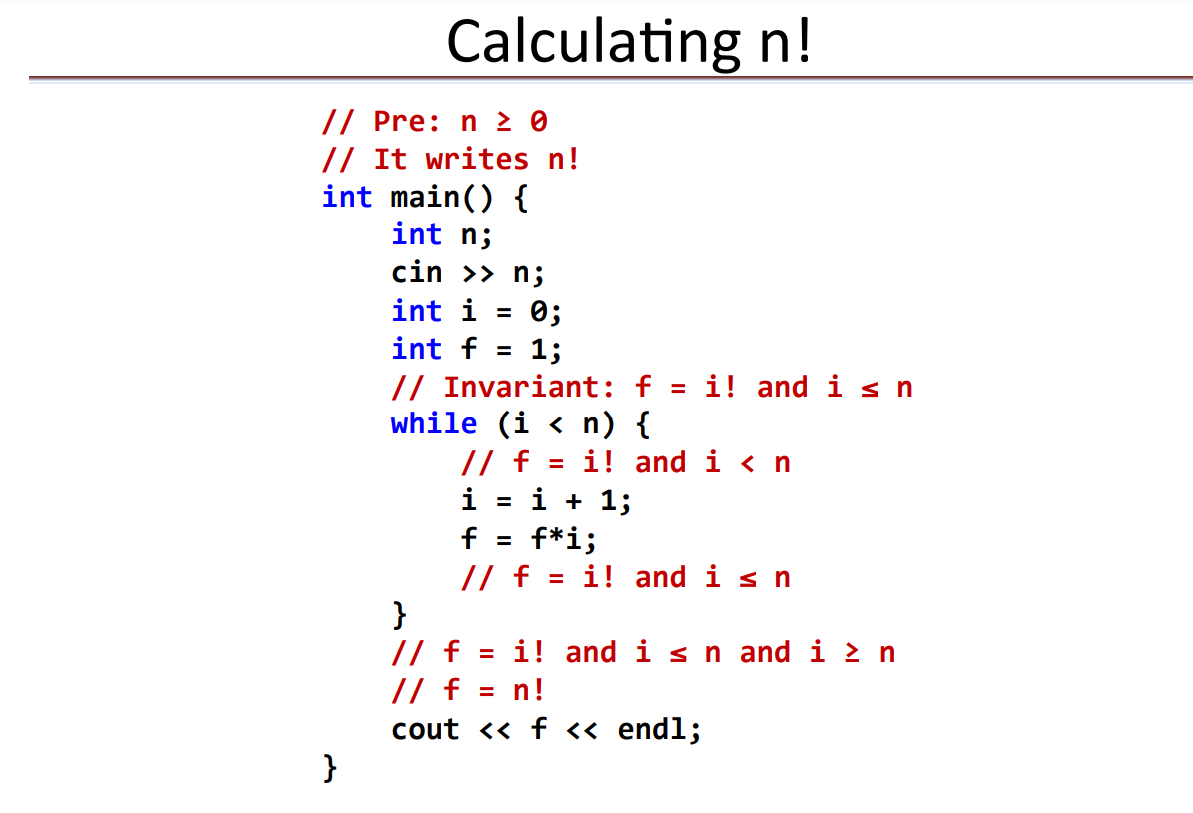 Calculating n!
// Pre: n ≥ 0
// It writes n!
int main() {
    int n;
    cin >> n;
    int i = 0;
    int f = 1;
    // Invariant: f = i! and i ≤ n
    while (i < n) {
        // f = i! and i < n
        i = i + 1;
        f = f*i;
        // f = i! and i ≤ n
    }
    // f = i! and i ≤ n and i ≥ n
    // f = n!
    cout << f << endl;
}